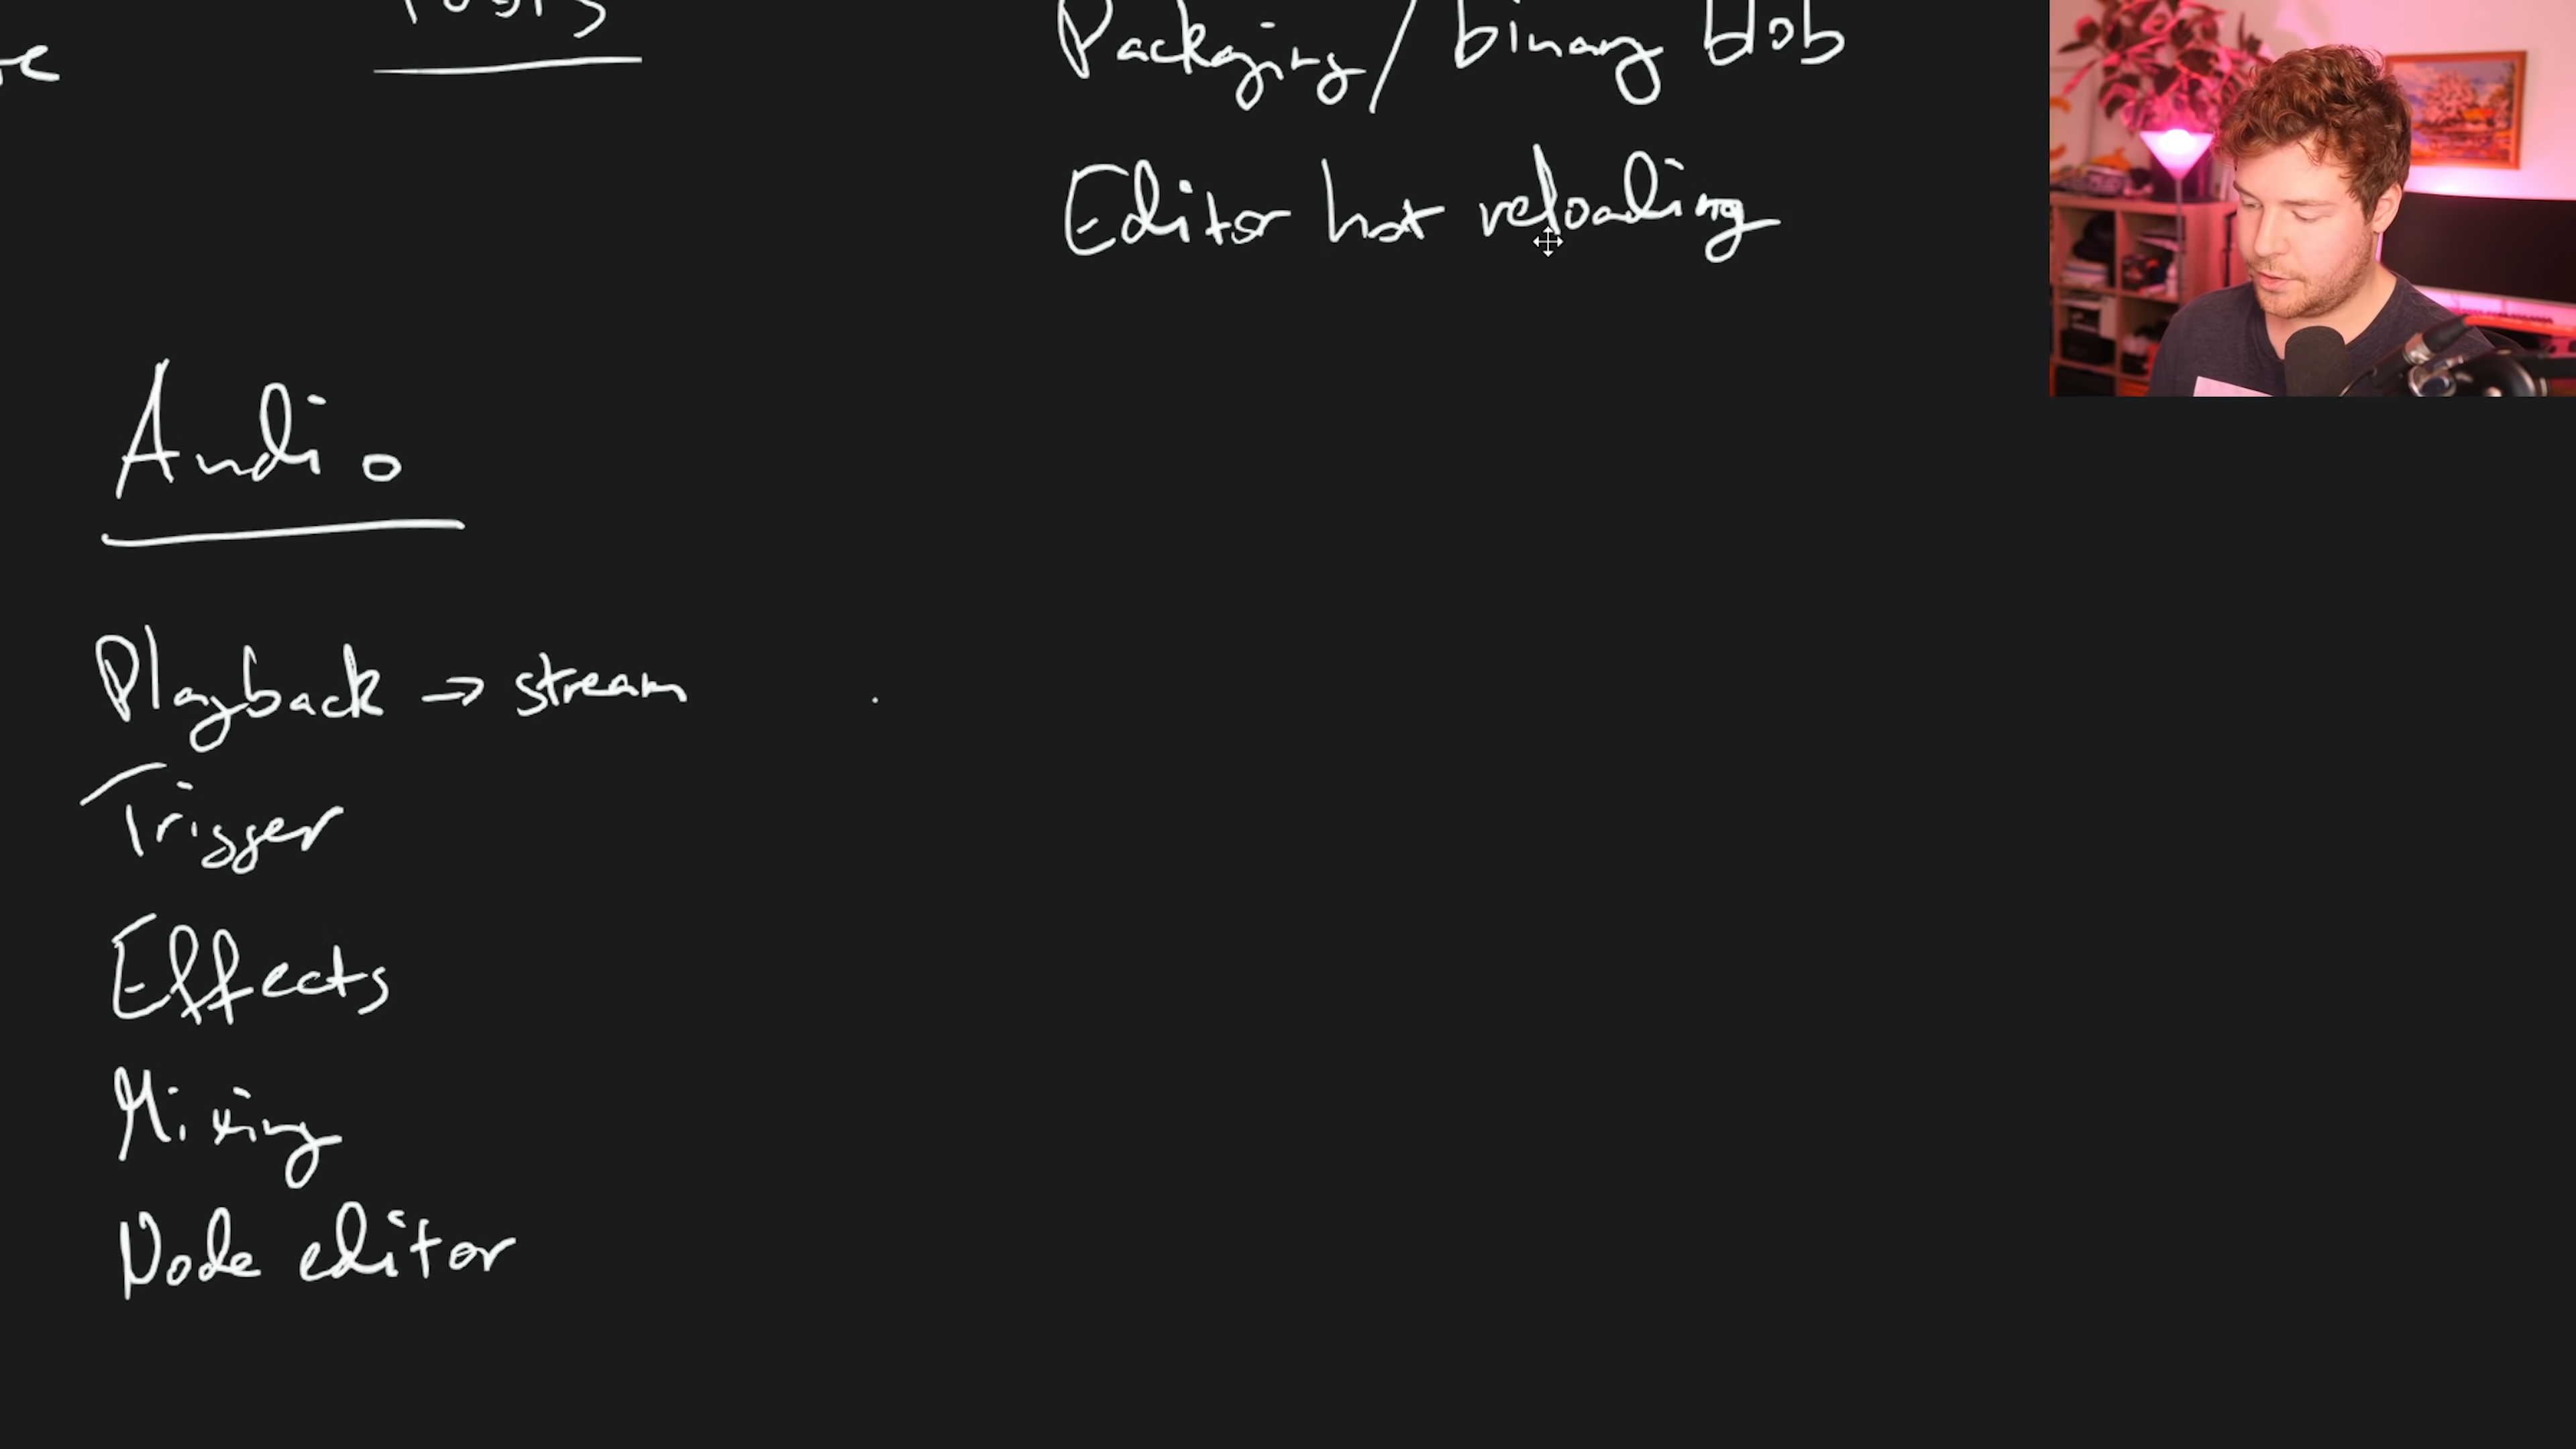 Packaging/binary blob
Editor hot reloading
Audio
Playback → stream
Trigger
Effects
Mixing
Node editor